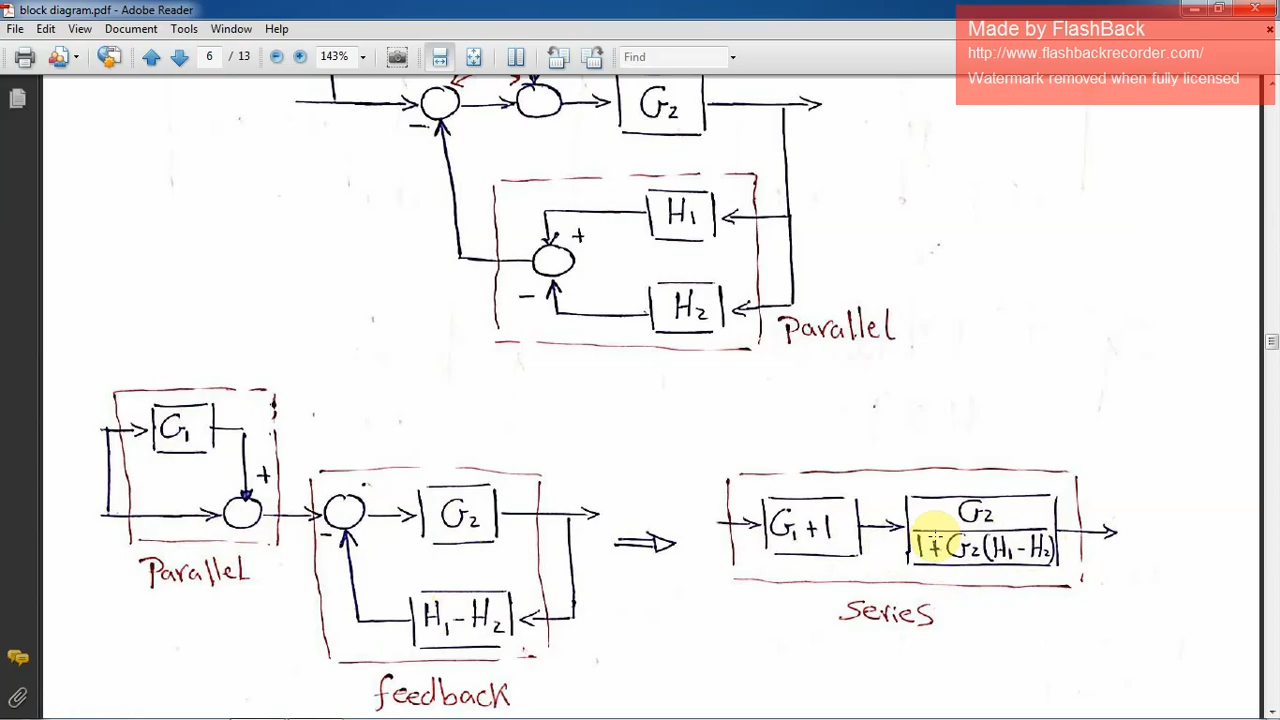 block diagram.pdf - Adobe Reader
File Edit View Document Tools Window Help
6 / 13 143% Find
Made by FlashBack
http://www.flashbackrecorder.com/
Watermark removed when fully licensed
G2
−
H1
+
−
H2
Parallel
G1
+
Parallel
−
G2
H1-H2
feedback
G1+1
G2
1+G2(H1-H2)
series